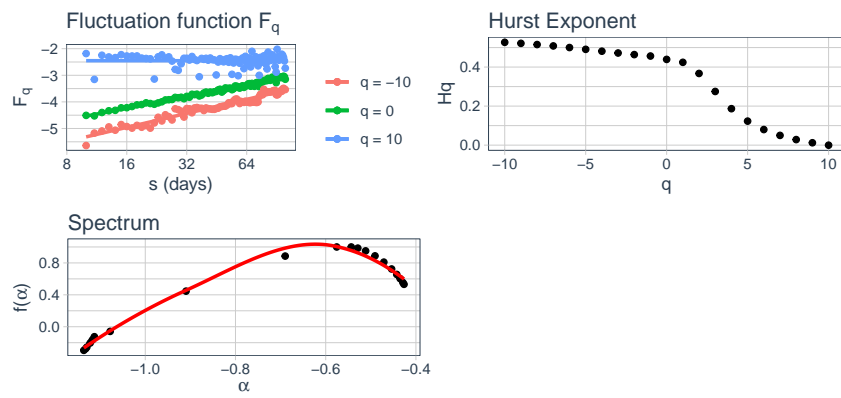 Fluctuation function Fq
Fq
−2
−3
−4
−5
8 16 32 64
s (days)
q = −10
q = 0
q = 10
Hurst Exponent
Hq
0.4
0.2
0.0
−10 −5 0 5 10
q
Spectrum
f(α)
0.8
0.4
0.0
−1.0 −0.8 −0.6 −0.4
α